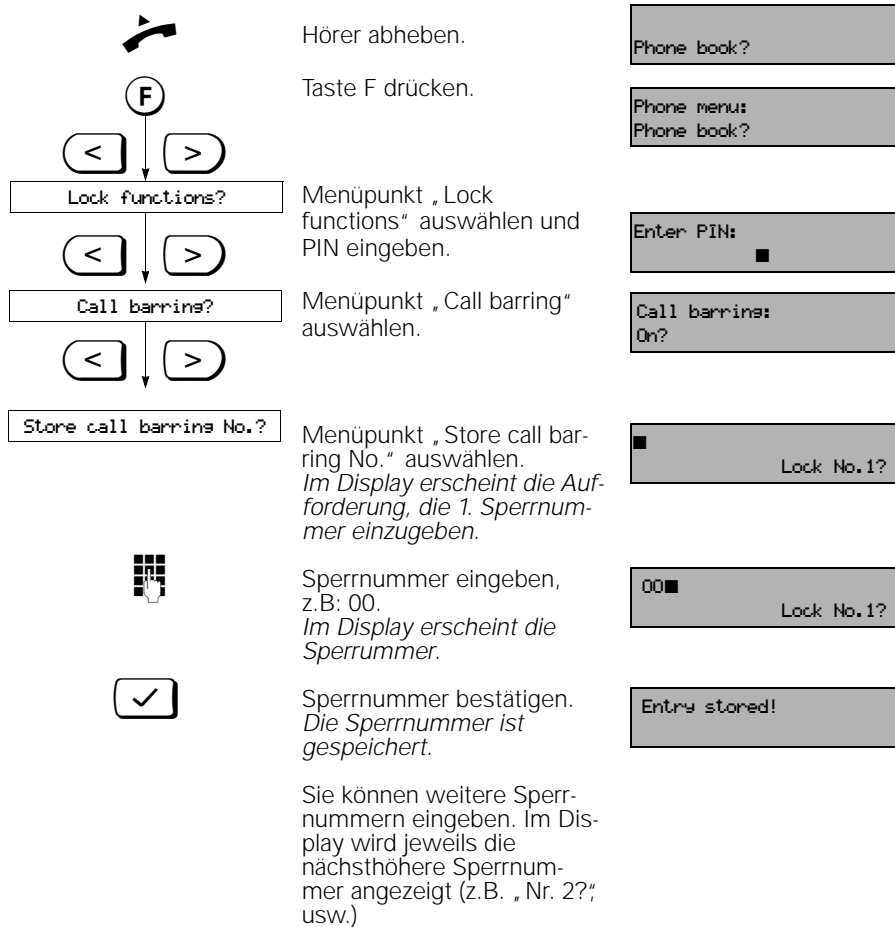 Hörer abheben.
Phone book?
F
Taste F drücken.
Phone menu:
Phone book?
< >
Lock functions?
Menüpunkt „Lock
functions“ auswählen und
PIN eingeben.
Enter PIN:
< >
Call barring?
Menüpunkt „Call barring“
auswählen.
Call barring:
On?
< >
Store call barring No.?
Menüpunkt „Store call bar-
ring No.“ auswählen.
Im Display erscheint die Auf-
forderung, die 1. Sperrnum-
mer einzugeben.
Lock No.1?
Sperrnummer eingeben,
z.B: 00.
Im Display erscheint die
Sperrummer.
00
Lock No.1?
Sperrnummer bestätigen.
Die Sperrnummer ist
gespeichert.
Entry stored!
Sie können weitere Sperr-
nummern eingeben. Im Dis-
play wird jeweils die
nächsthöhere Sperrnum-
mer angezeigt (z.B. „Nr. 2?“,
usw.)